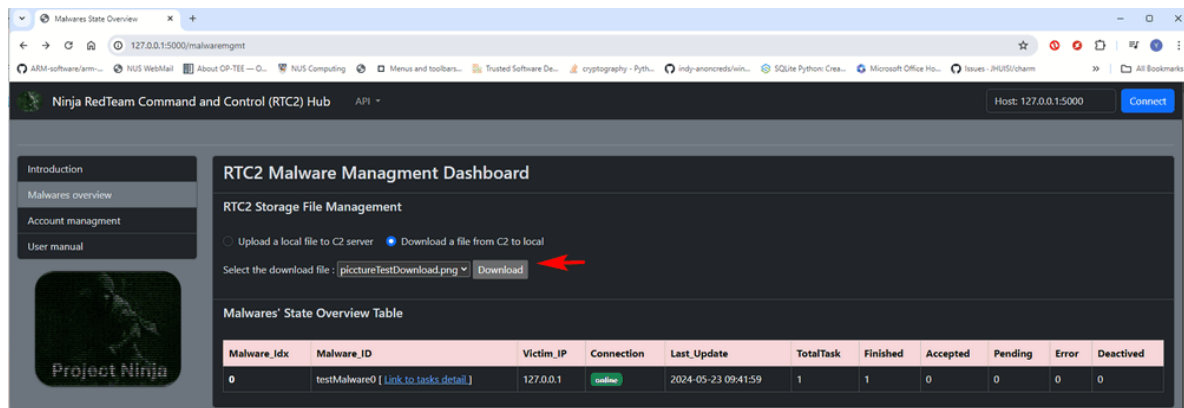 Malwares State Overview
127.0.0.1:5000/malwaremgmt
ARM-software/arm-... NUS WebMail About OP-TEE — O... NUS Computing Menus and toolbars... Trusted Software De... cryptography - Pyth... indy-anoncreds/win... SQLite Python: Crea... Microsoft Office Ho... Issues · JHUISI/charm All Bookmarks
Ninja RedTeam Command and Control (RTC2) Hub API Host: 127.0.0.1:5000 Connect
Introduction
Malwares overview
Account managment
User manual
Project Ninja
RTC2 Malware Managment Dashboard
RTC2 Storage File Management
Upload a local file to C2 server Download a file from C2 to local
Select the download file : piccttureTestDownload.png Download
Malwares' State Overview Table
Malware_Idx Malware_ID Victim_IP Connection Last_Update TotalTask Finished Accepted Pending Error Deactived
0 testMalware0 [ Link to tasks detail ] 127.0.0.1 online 2024-05-23 09:41:59 1 1 0 0 0 0